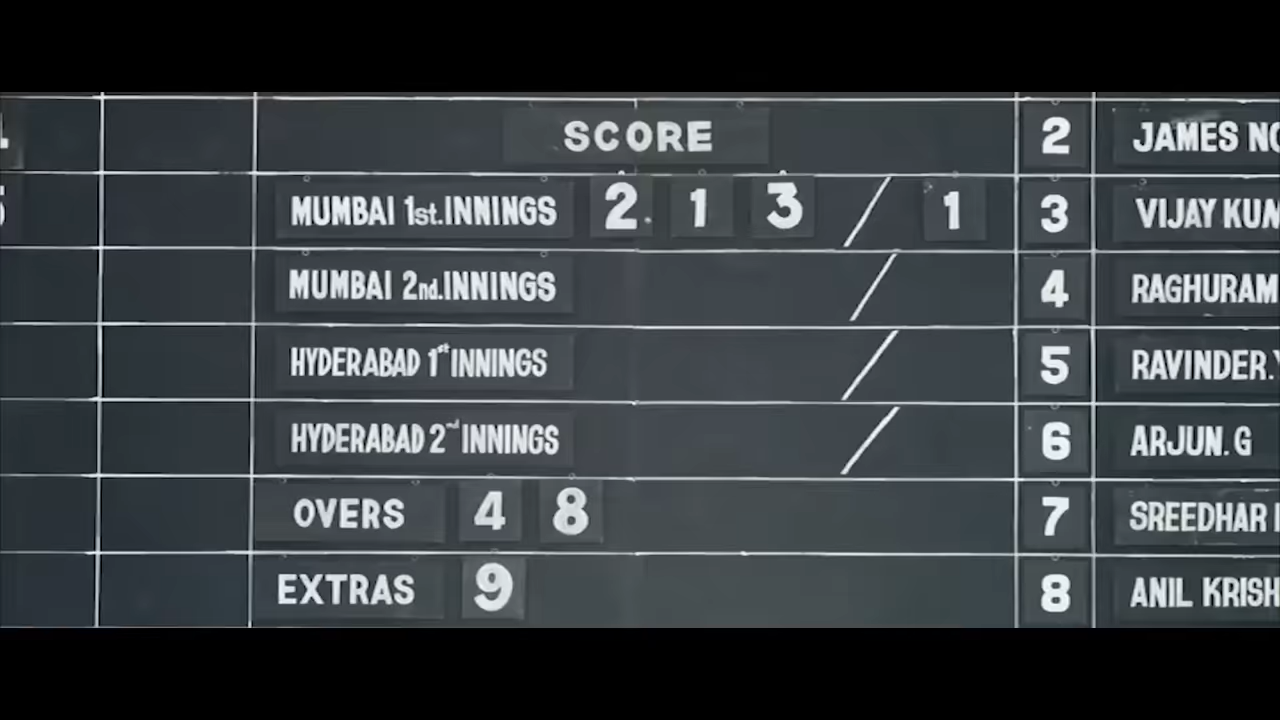 SCORE
2 JAMES NO
MUMBAI 1st.INNINGS 2 1 3 / 1
3 VIJAY KUM
MUMBAI 2nd.INNINGS /
4 RAGHURAM
HYDERABAD 1st INNINGS /
5 RAVINDER.Y
HYDERABAD 2nd INNINGS /
6 ARJUN.G
OVERS 4 8
7 SREEDHAR
EXTRAS 9
8 ANIL KRISH